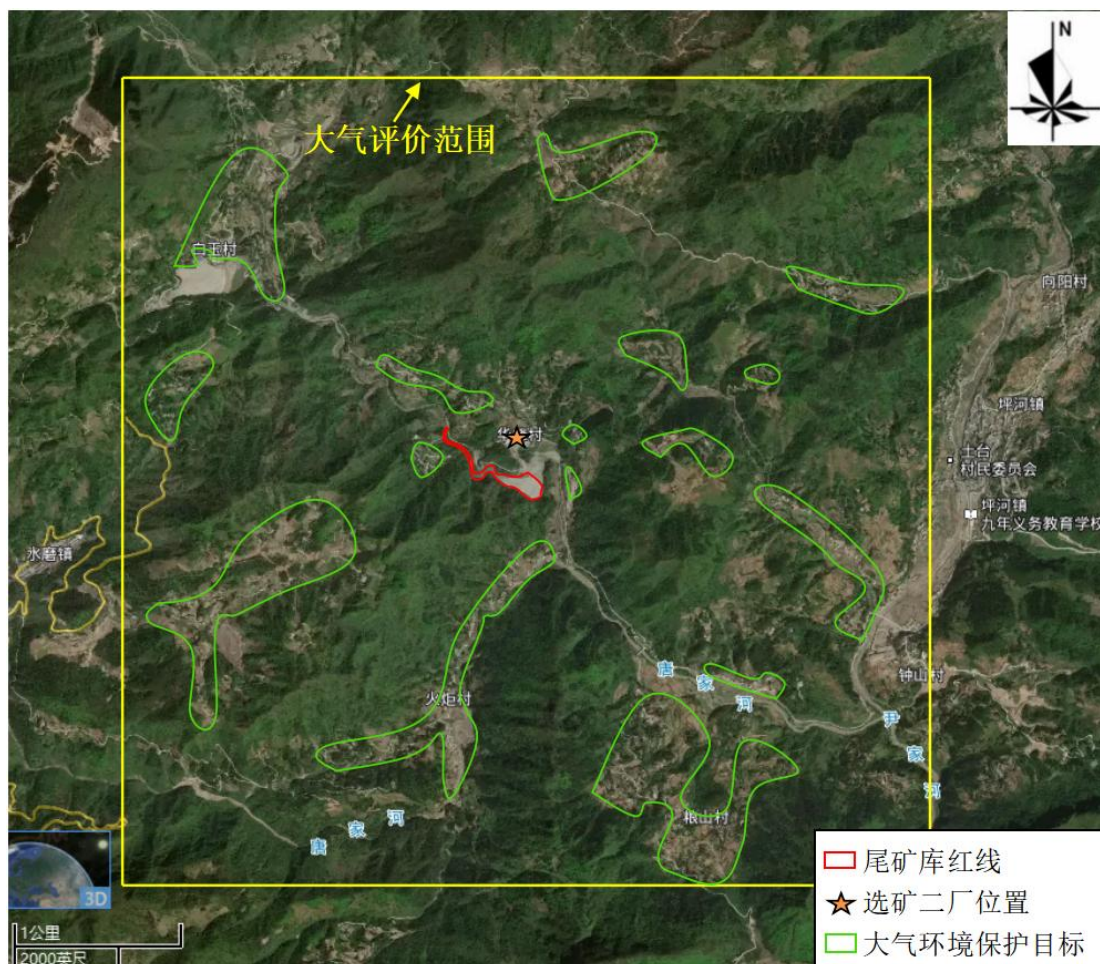 N
大气评价范围
白玉村
向阳村
坪河镇
村
土台
村民委员会
坪河镇
九年义务教育学校
水磨镇
唐家河
钟山村
火炬村
尹家河
唐家河
粮山村
3D
1公里
2000英尺
尾矿库红线
选矿二厂位置
大气环境保护目标